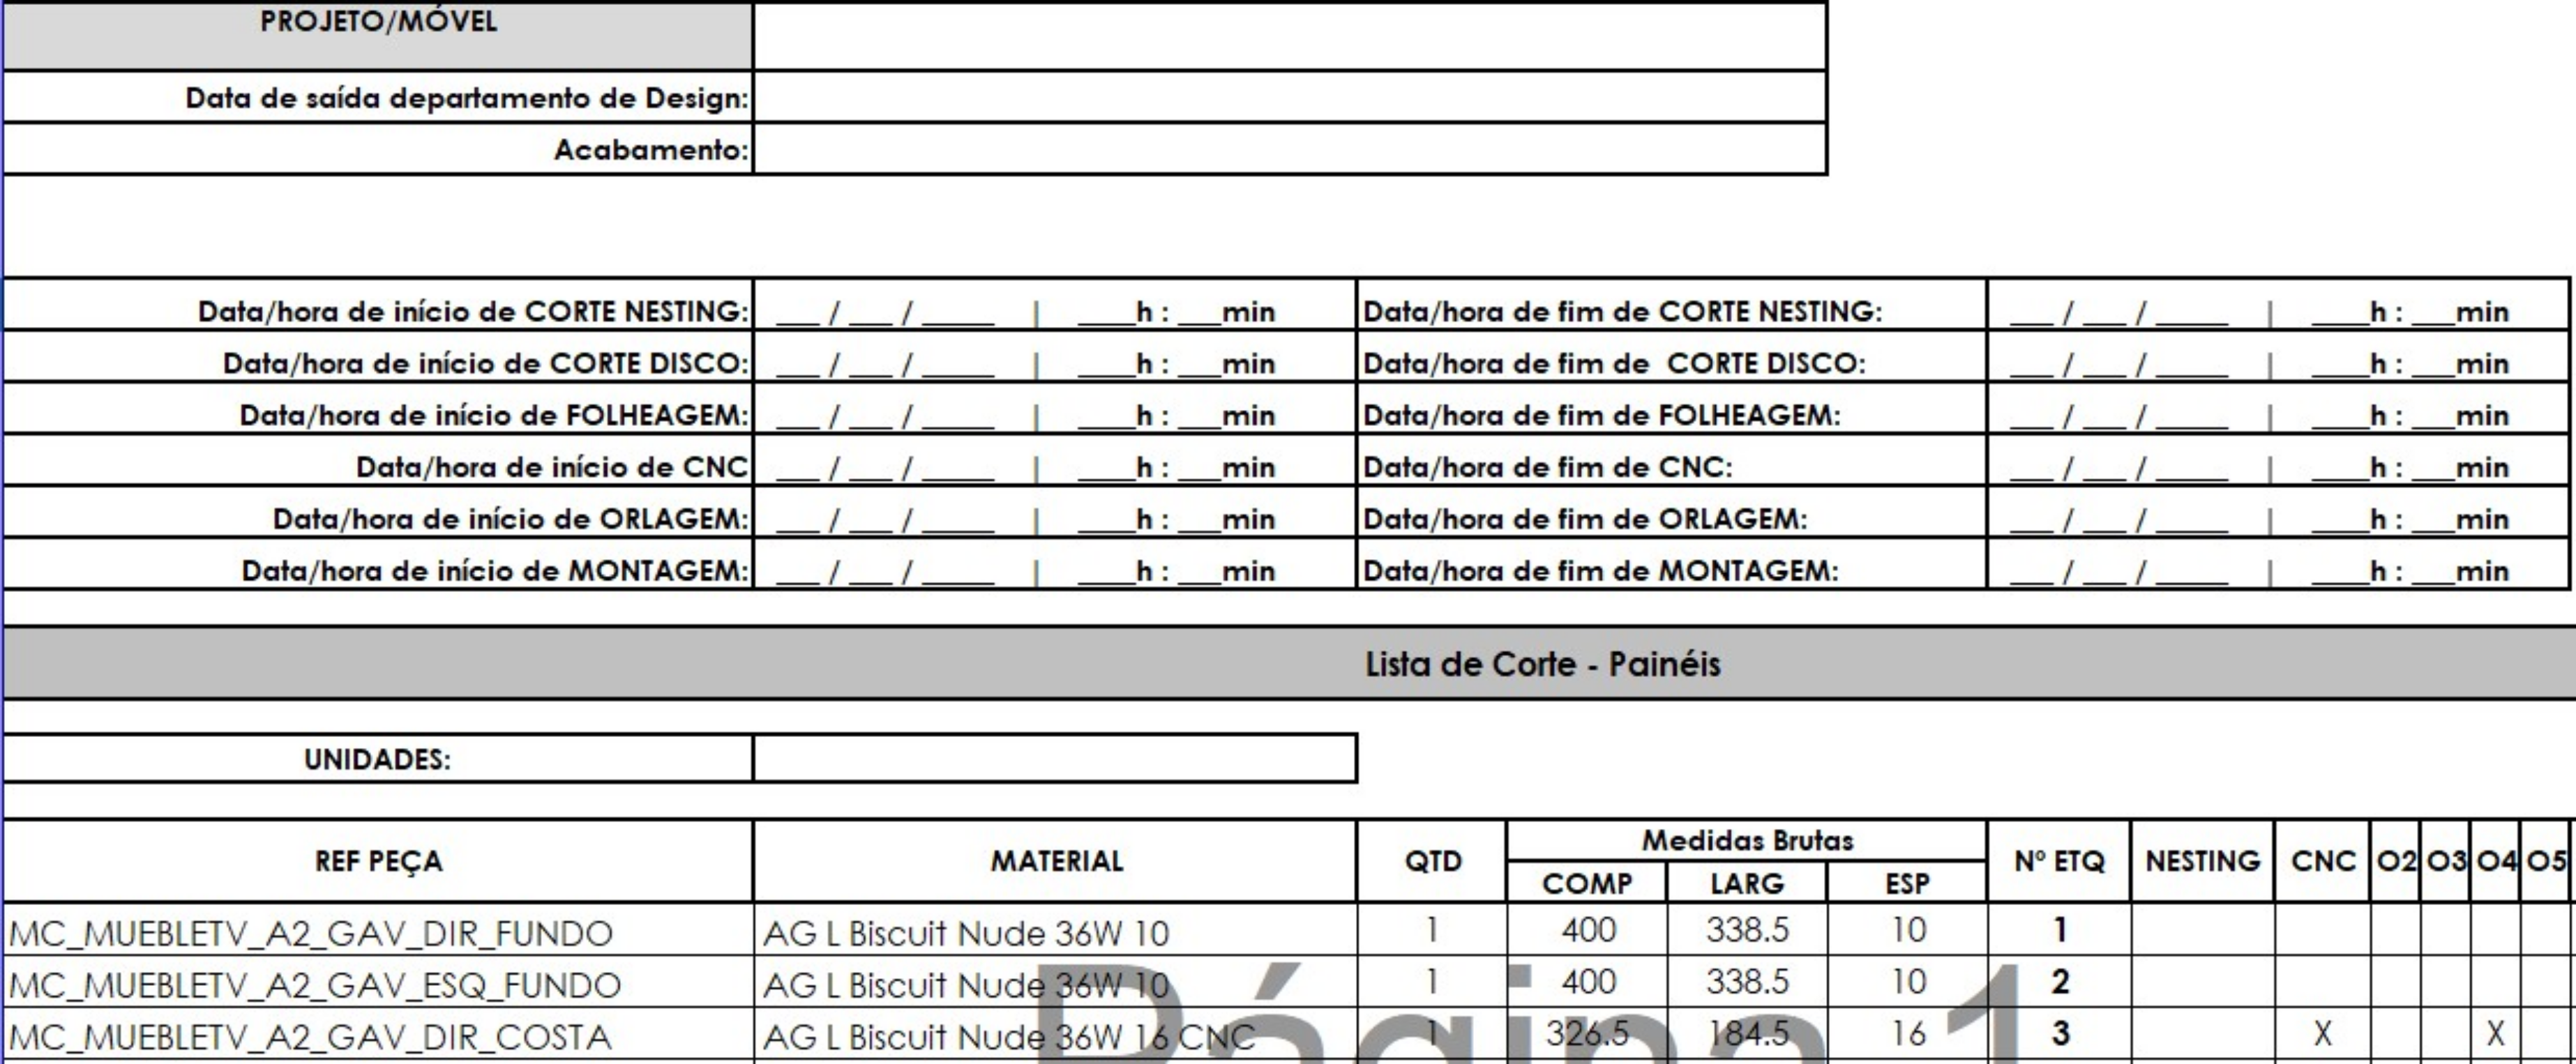 PROJETO/MÓVEL
Data de saída departamento de Design:
Acabamento:
Data/hora de início de CORTE NESTING: ___ / ___ / _____ | ____h : ___min Data/hora de fim de CORTE NESTING: ___ / ___ / _____ | ____h : ___min
Data/hora de início de CORTE DISCO: ___ / ___ / _____ | ____h : ___min Data/hora de fim de CORTE DISCO: ___ / ___ / _____ | ____h : ___min
Data/hora de início de FOLHEAGEM: ___ / ___ / _____ | ____h : ___min Data/hora de fim de FOLHEAGEM: ___ / ___ / _____ | ____h : ___min
Data/hora de início de CNC ___ / ___ / _____ | ____h : ___min Data/hora de fim de CNC: ___ / ___ / _____ | ____h : ___min
Data/hora de início de ORLAGEM: ___ / ___ / _____ | ____h : ___min Data/hora de fim de ORLAGEM: ___ / ___ / _____ | ____h : ___min
Data/hora de início de MONTAGEM: ___ / ___ / _____ | ____h : ___min Data/hora de fim de MONTAGEM: ___ / ___ / _____ | ____h : ___min
Lista de Corte - Painéis
UNIDADES:
REF PEÇA MATERIAL QTD Medidas Brutas Nº ETQ NESTING CNC O2 O3 O4 O5
COMP LARG ESP
MC_MUEBLETV_A2_GAV_DIR_FUNDO AG L Biscuit Nude 36W 10 1 400 338.5 10 1
MC_MUEBLETV_A2_GAV_ESQ_FUNDO AG L Biscuit Nude 36W 10 1 400 338.5 10 2
MC_MUEBLETV_A2_GAV_DIR_COSTA AG L Biscuit Nude 36W 16 CNC 1 326.5 184.5 16 3 X X
Página 1